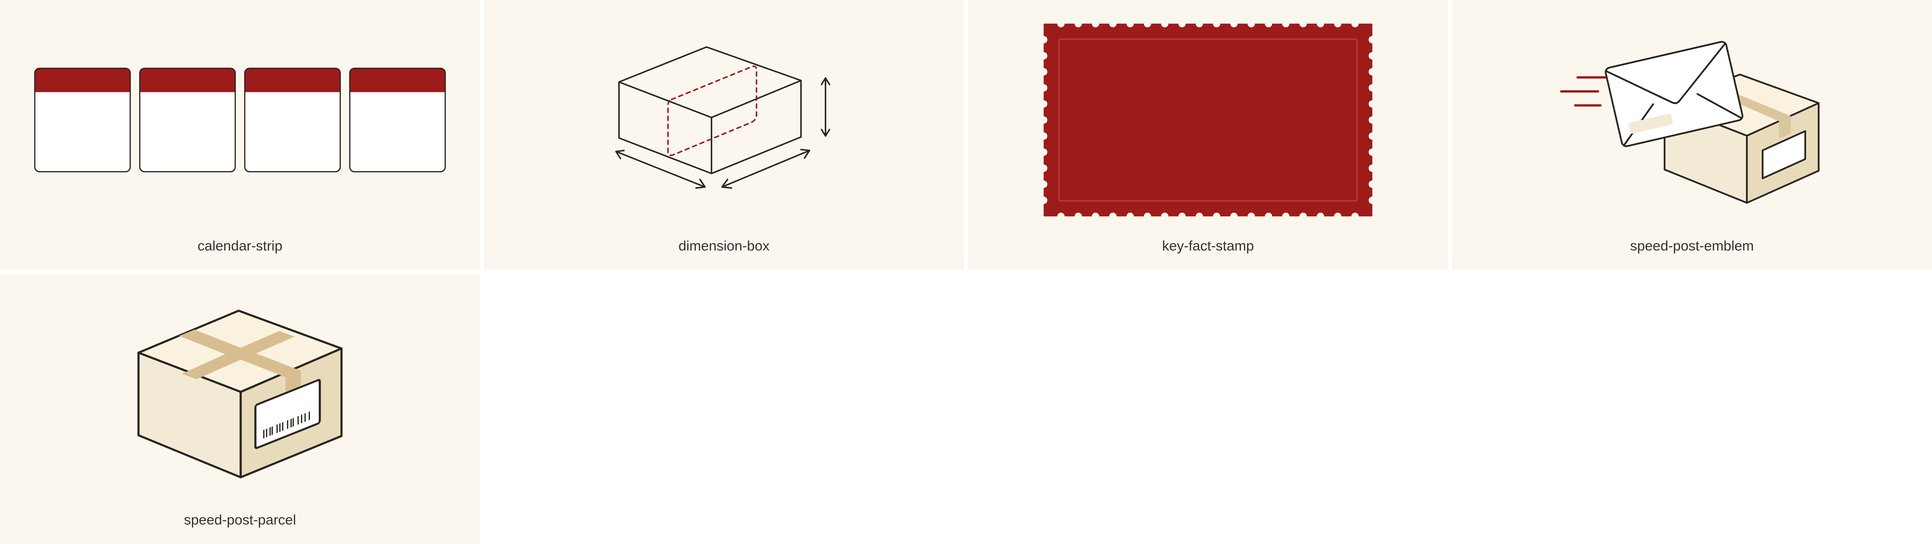 calendar-strip
dimension-box
key-fact-stamp
speed-post-emblem
speed-post-parcel